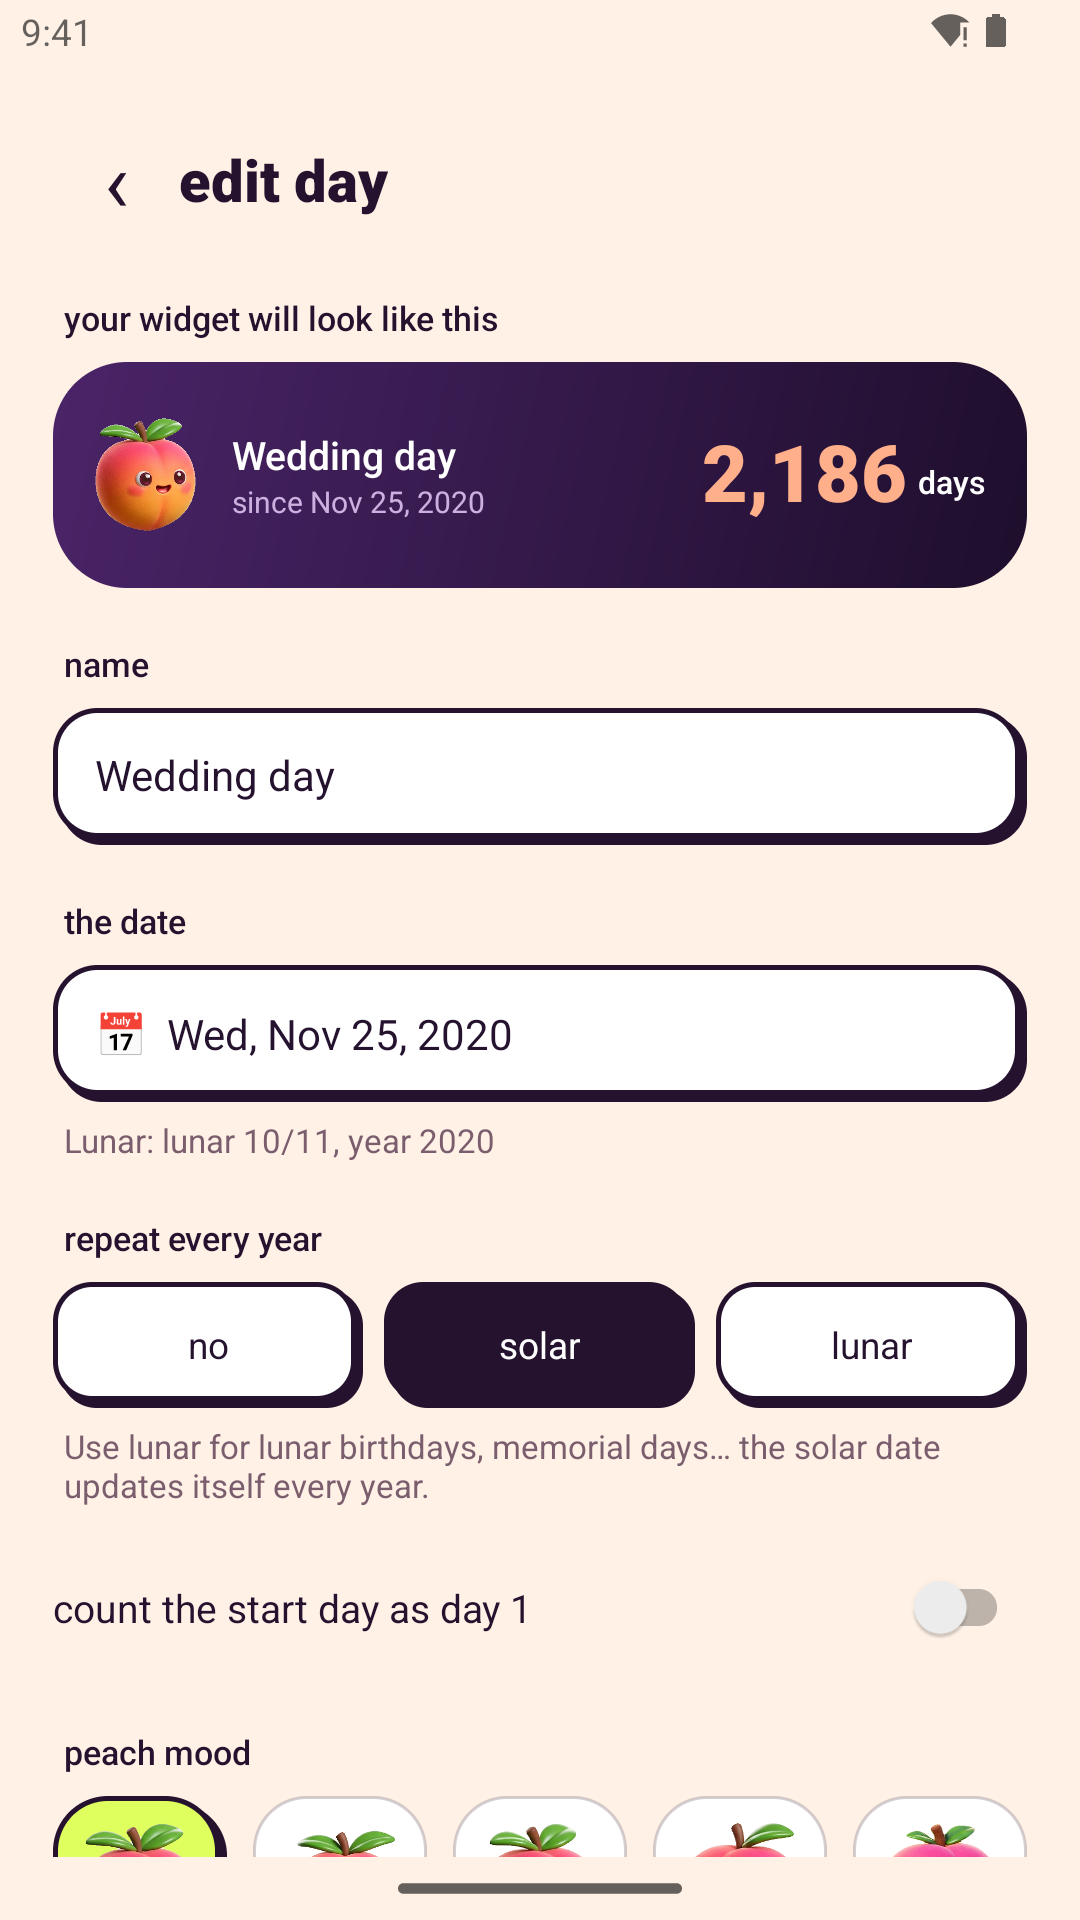 9:41
edit day
your widget will look like this
Wedding day
since Nov 25, 2020
2,186 days
name
Wedding day
the date
July
17
Wed, Nov 25, 2020
Lunar: lunar 10/11, year 2020
repeat every year
no
solar
lunar
Use lunar for lunar birthdays, memorial days… the solar date
updates itself every year.
count the start day as day 1
peach mood